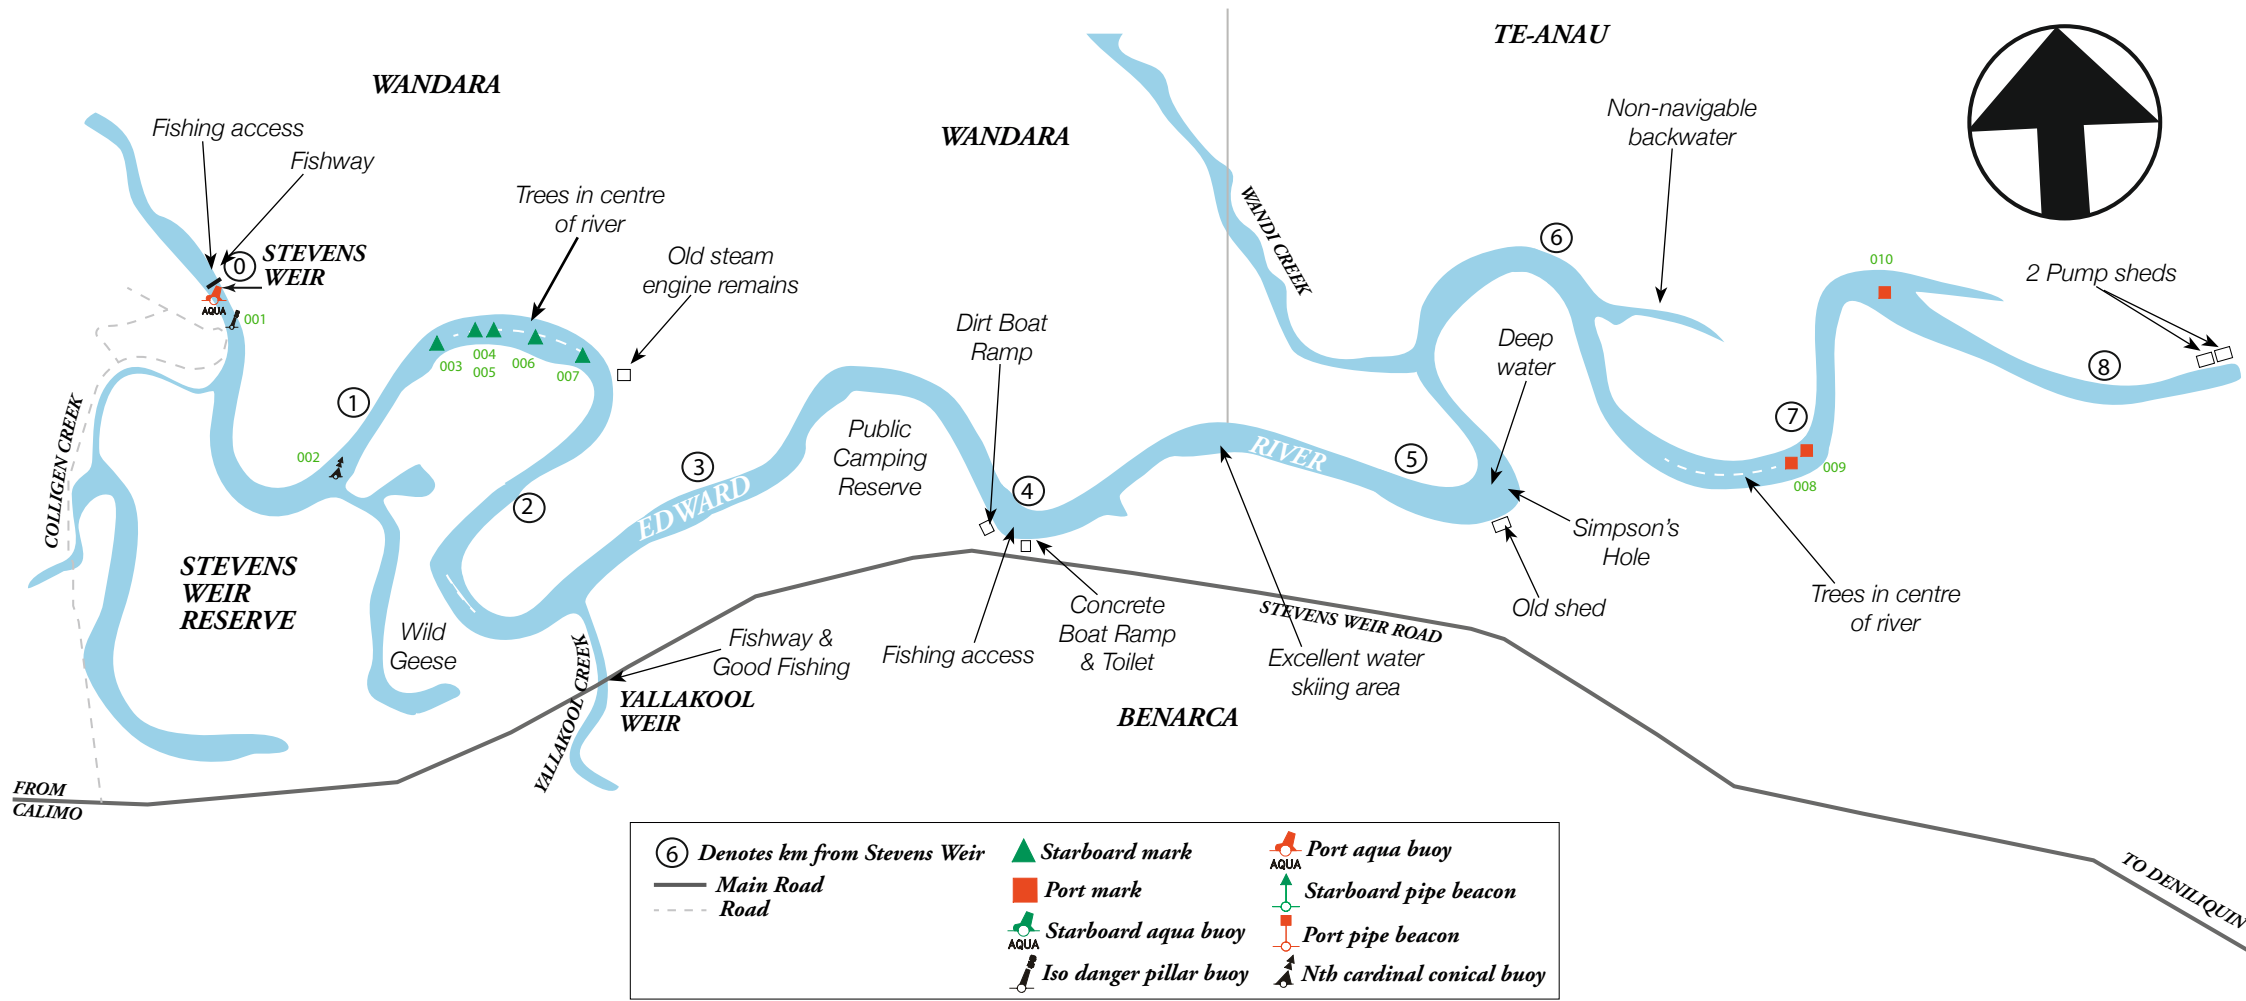 TE-ANAU
WANDARA
WANDARA
Non-navigable
backwater
Fishing access
Fishway
Trees in centre
of river
WANDI CREEK
6
0
STEVENS
WEIR
Old steam
engine remains
010
2 Pump sheds
AQUA
001
Dirt Boat
Ramp
Deep
water
003
004
005
006
007
8
1
COLLIGEN CREEK
Public
Camping
Reserve
7
002
3
RIVER
5
009
008
2
EDWARD
4
Simpson's
Hole
STEVENS
WEIR
RESERVE
Wild
Geese
Concrete
Boat Ramp
& Toilet
STEVENS WEIR ROAD
Old shed
Trees in centre
of river
Fishway &
Good Fishing
Fishing access
Excellent water
skiing area
YALLAKOOL CREEK
YALLAKOOL
WEIR
BENARCA
FROM
CALIMO
TO DENILIQUIN
6 Denotes km from Stevens Weir
Main Road
Road
Starboard mark
Port mark
AQUA Starboard aqua buoy
Iso danger pillar buoy
AQUA Port aqua buoy
Starboard pipe beacon
Port pipe beacon
Nth cardinal conical buoy